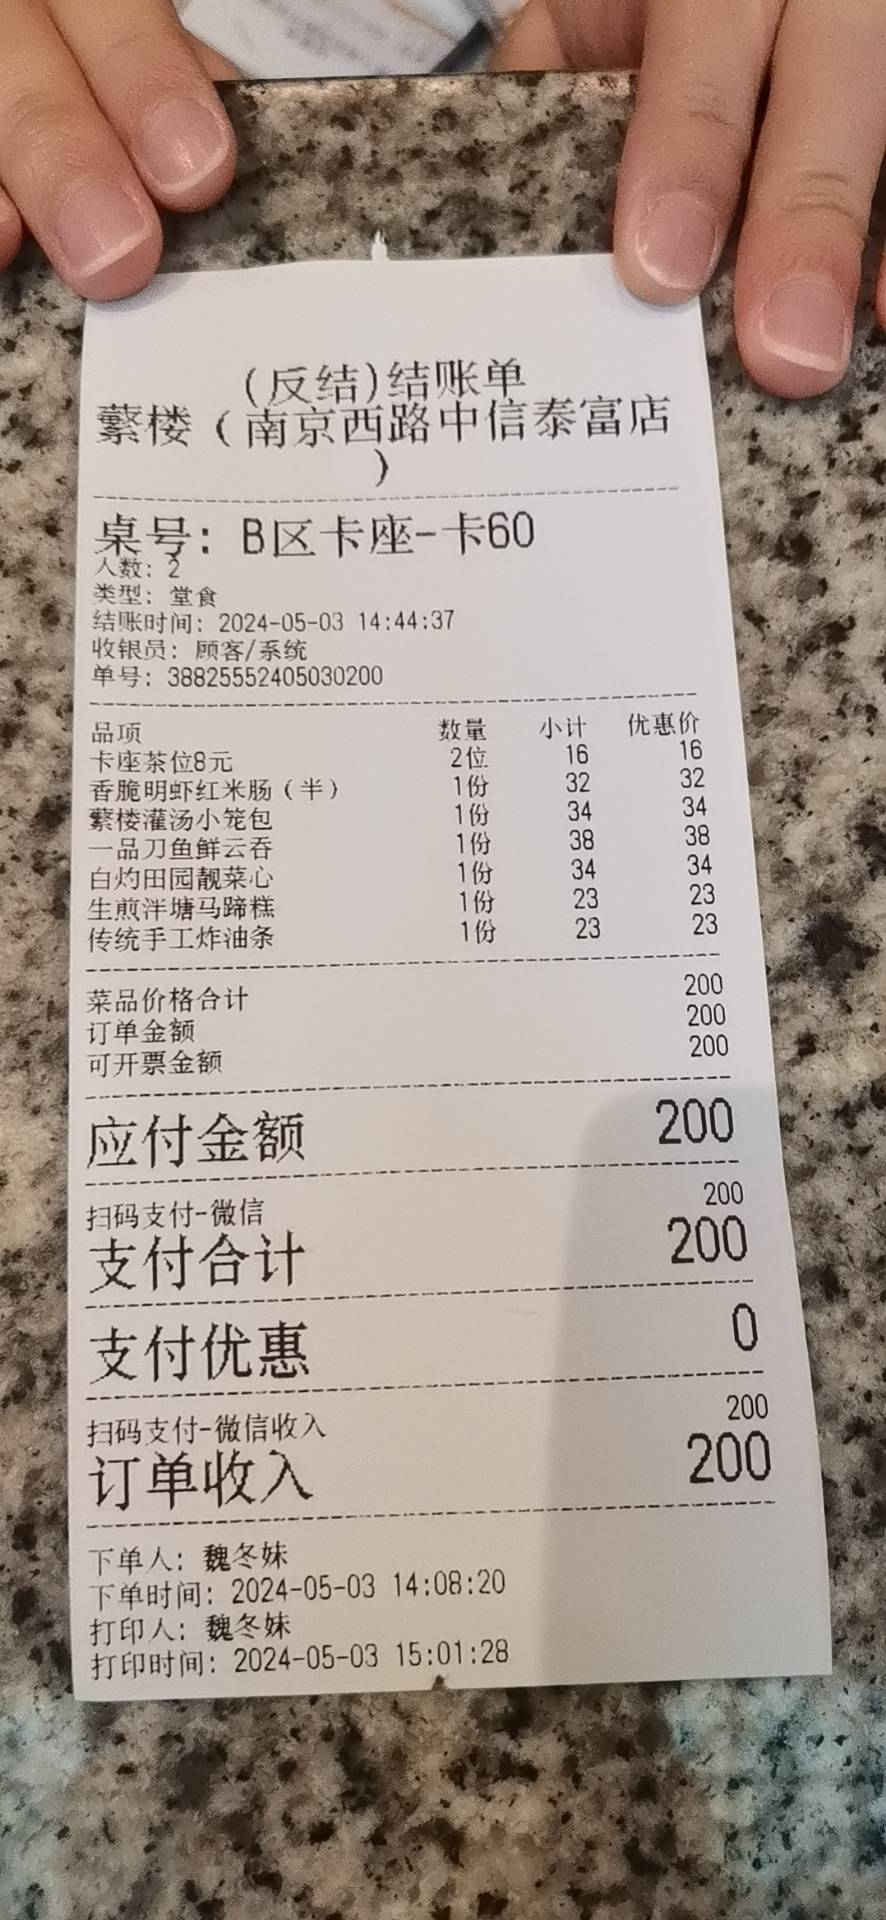 (反结)结账单
蘩楼（南京西路中信泰富店
）
桌号：B区卡座-卡60
人数：2
类型：堂食
结账时间：2024-05-03 14:44:37
收银员：顾客/系统
单号：38825552405030200
品项 数量 小计 优惠价
卡座茶位8元 2位 16 16
香脆明虾红米肠（半） 1份 32 32
蘩楼灌汤小笼包 1份 34 34
一品刀鱼鲜云吞 1份 38 38
白灼田园靓菜心 1份 34 34
生煎泮塘马蹄糕 1份 23 23
传统手工炸油条 1份 23 23
菜品价格合计 200
订单金额 200
可开票金额 200
应付金额 200
扫码支付-微信 200
支付合计 200
支付优惠 0
扫码支付-微信收入 200
订单收入 200
下单人：魏冬妹
下单时间：2024-05-03 14:08:20
打印人：魏冬妹
打印时间：2024-05-03 15:01:28